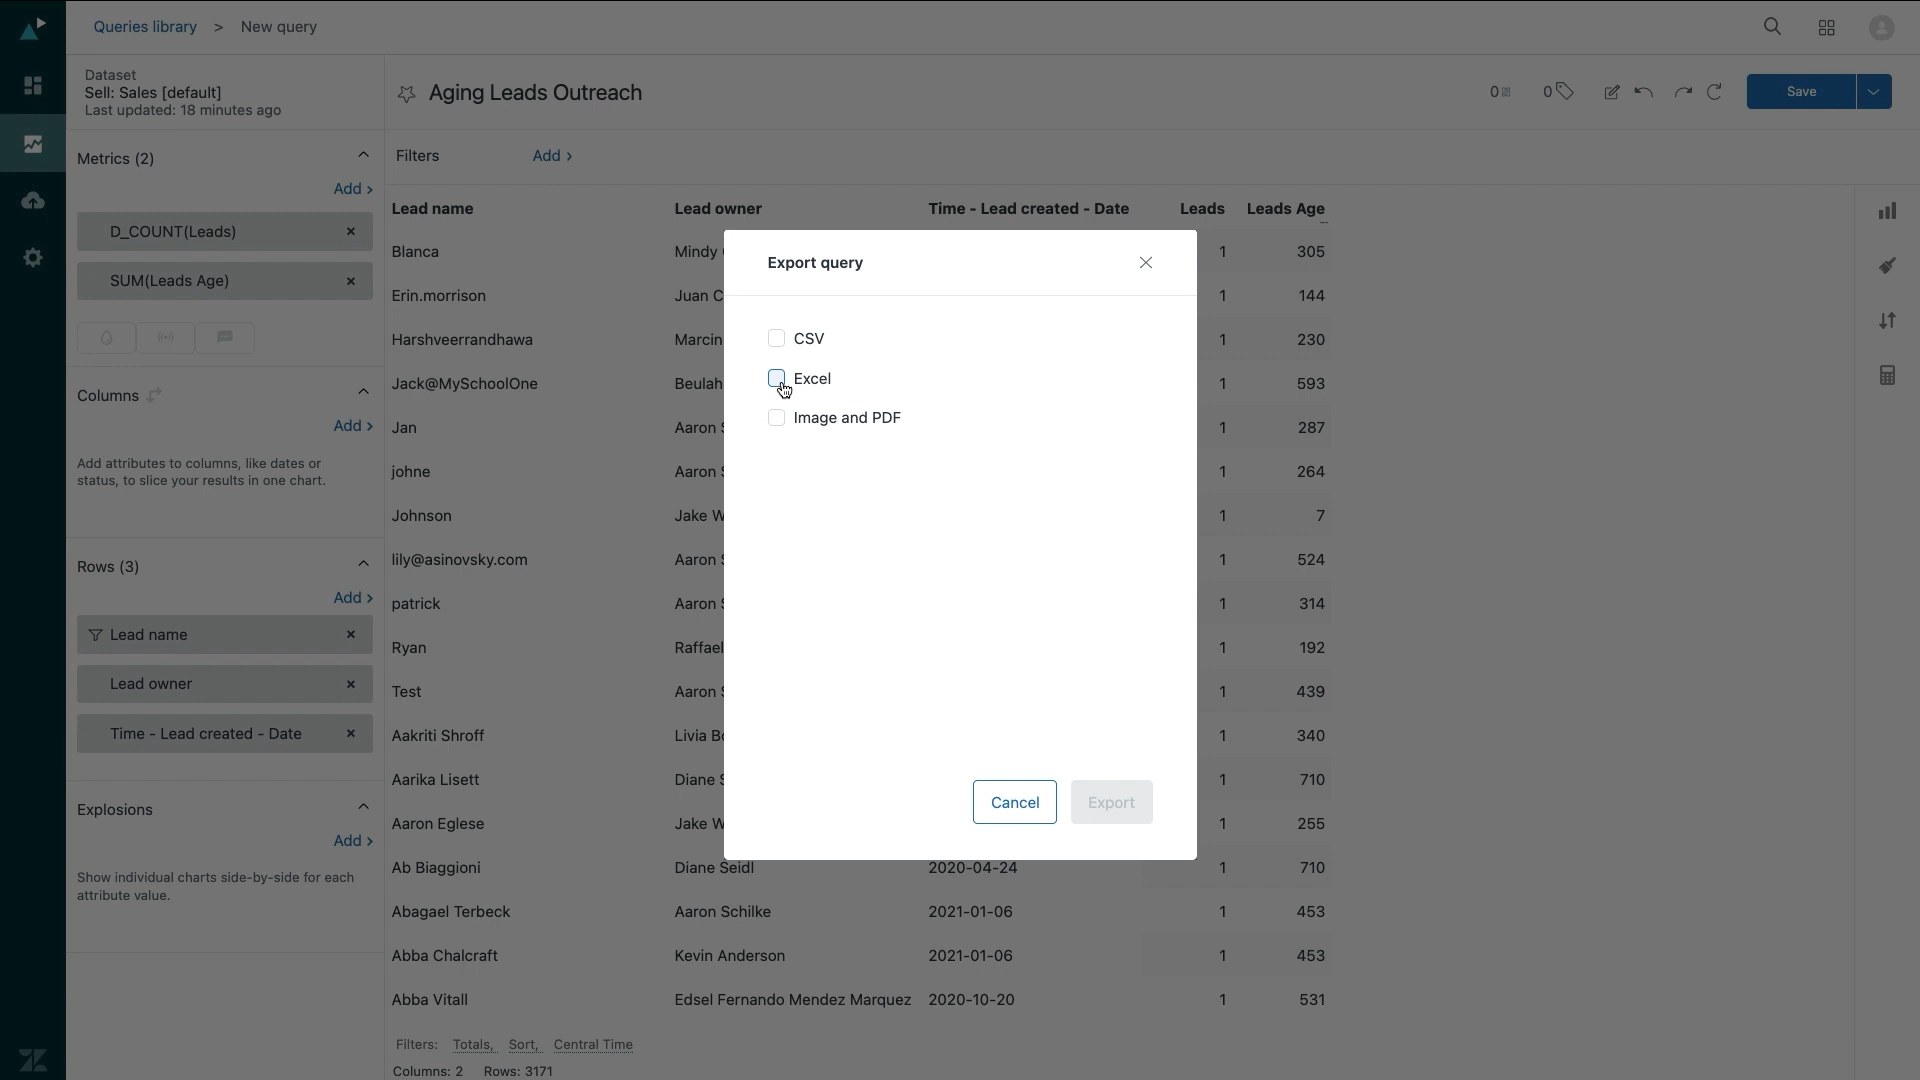 Queries library > New query
Dataset
Sell: Sales [default]
Last updated: 18 minutes ago
Aging Leads Outreach
0
0
Save
Metrics (2)
Add >
D_COUNT(Leads) ×
SUM(Leads Age) ×
Columns
Add >
Add attributes to columns, like dates or
status, to slice your results in one chart.
Rows (3)
Add >
Lead name ×
Lead owner ×
Time - Lead created - Date ×
Explosions
Add >
Show individual charts side-by-side for each
attribute value.
Filters Add >
Lead name Lead owner Time - Lead created - Date Leads Leads Age
Blanca Mindy 1 305
Erin.morrison Juan C 1 144
Harshveerrandhawa Marcin 1 230
Jack@MySchoolOne Beulah 1 593
Jan Aaron 1 287
johne Aaron 1 264
Johnson Jake W 1 7
lily@asinovsky.com Aaron 1 524
patrick Aaron 1 314
Ryan Raffael 1 192
Test Aaron 1 439
Aakriti Shroff Livia 1 340
Aarika Lisett Diane 1 710
Aaron Eglese Jake W 1 255
Ab Biaggioni Diane Seidl 2020-04-24 1 710
Abagael Terbeck Aaron Schilke 2021-01-06 1 453
Abba Chalcraft Kevin Anderson 2021-01-06 1 453
Abba Vitall Edsel Fernando Mendez Marquez 2020-10-20 1 531
Filters: Totals, Sort, Central Time
Columns: 2 Rows: 3171
Export query
CSV
Excel
Image and PDF
Cancel Export